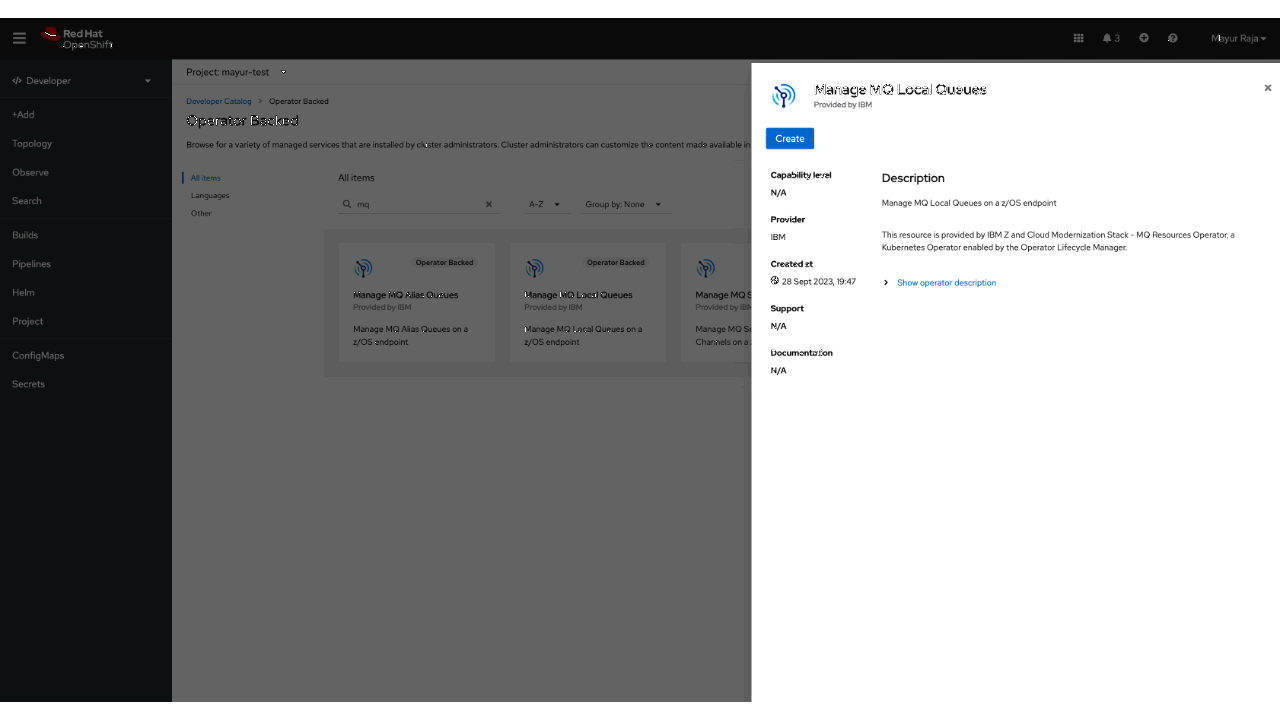 Red Hat
OpenShift
3
Mayur Raja
Developer
+Add
Topology
Observe
Search
Builds
Pipelines
Helm
Project
ConfigMaps
Secrets
Project: mayur-test
Developer Catalog > Operator Backed
Operator Backed
Browse for a variety of managed services that are installed by cluster administrators. Cluster administrators can customize the content made available in
All items
Languages
Other
All items
mq
A-Z
Group by: None
Operator Backed
Manage MQ Alias Queues
Provided by IBM
Manage MQ Alias Queues on a
z/OS endpoint
Operator Backed
Manage MQ Local Queues
Provided by IBM
Manage MQ Local Queues on a
z/OS endpoint
Manage MQ S
Provided by IBM
Manage MQ Se
Channels on a
Manage MQ Local Queues
Provided by IBM
Create
Capability level
N/A
Provider
IBM
Created at
28 Sept 2023, 19:47
Support
N/A
Documentation
N/A
Description
Manage MQ Local Queues on a z/OS endpoint
This resource is provided by IBM Z and Cloud Modernization Stack - MQ Resources Operator, a
Kubernetes Operator enabled by the Operator Lifecycle Manager.
Show operator description